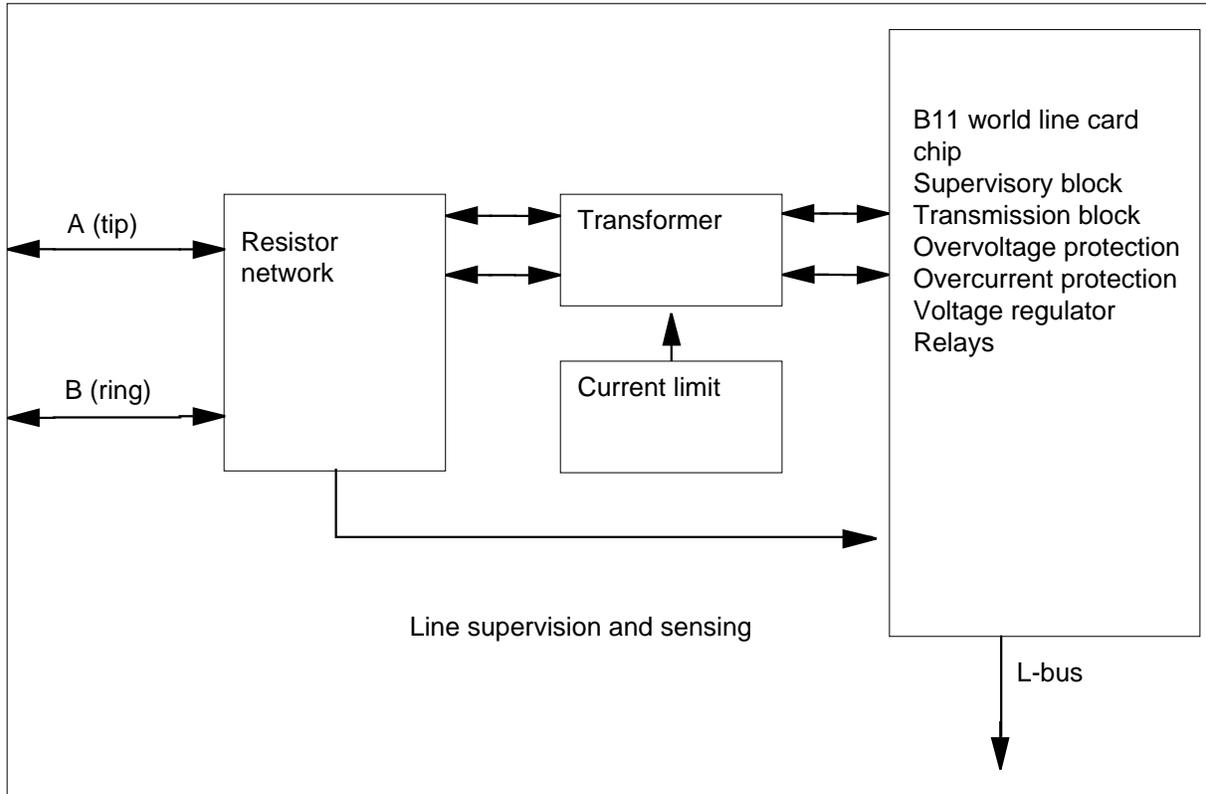 A (tip)
B (ring)
Resistor
network
Transformer
Current limit
B11 world line card
chip
Supervisory block
Transmission block
Overvoltage protection
Overcurrent protection
Voltage regulator
Relays
Line supervision and sensing
L-bus